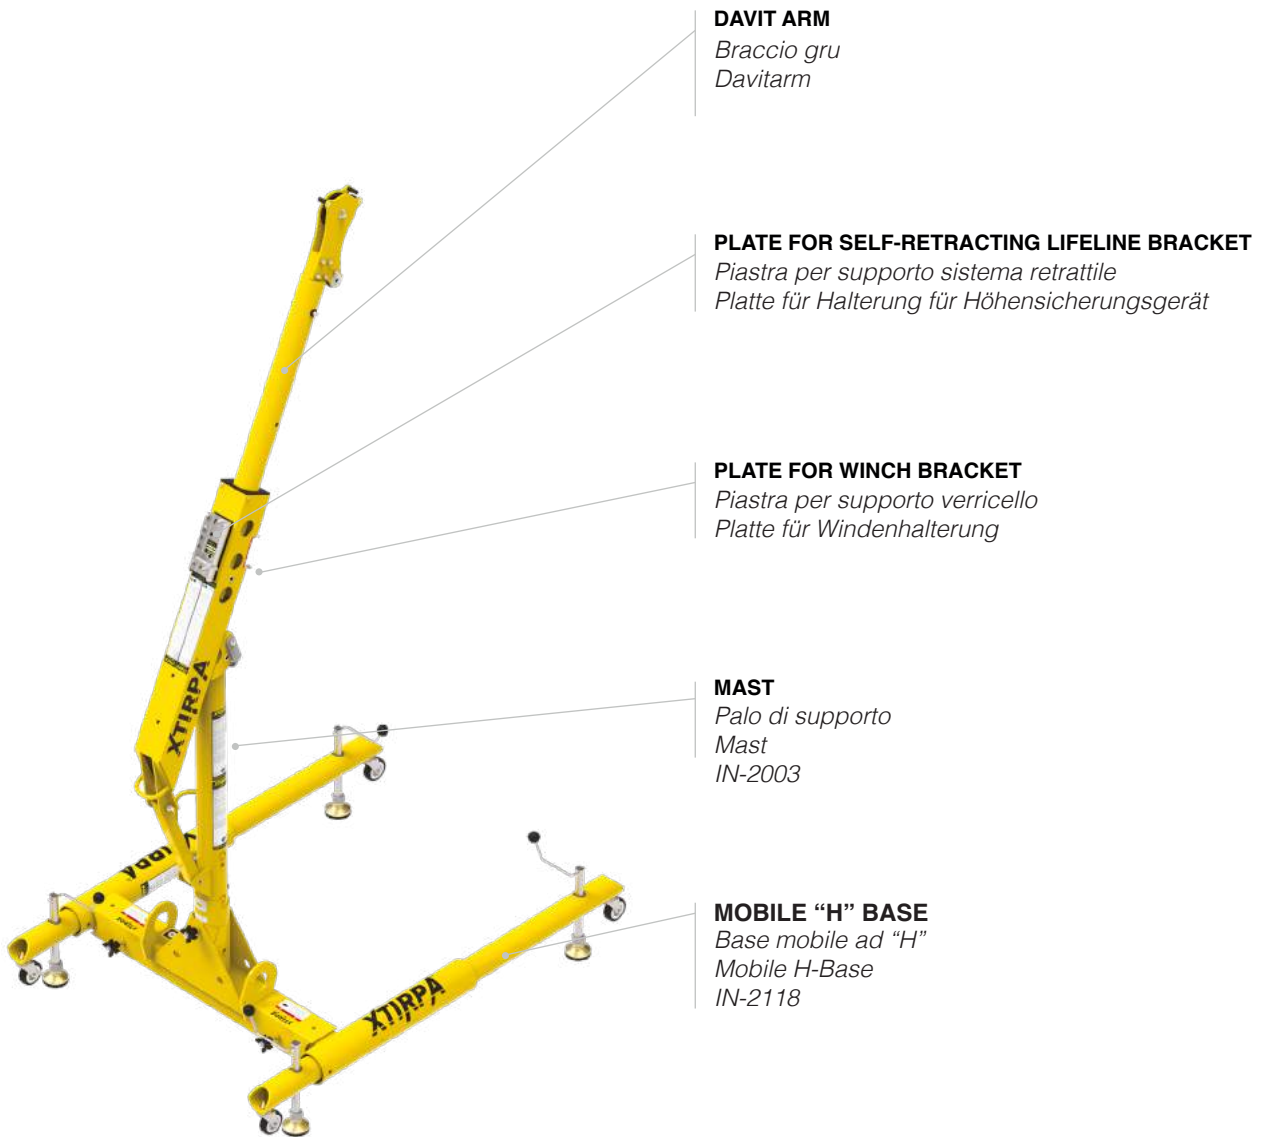 DAVIT ARM
Braccio gru
Davitarm
PLATE FOR SELF-RETRACTING LIFELINE BRACKET
Piastra per supporto sistema retrattile
Platte für Halterung für Höhensicherungsgerät
PLATE FOR WINCH BRACKET
Piastra per supporto verricello
Platte für Windenhalterung
MAST
Palo di supporto
Mast
IN-2003
MOBILE “H” BASE
Base mobile ad “H”
Mobile H-Base
IN-2118
XTIRPA
XTIRPA